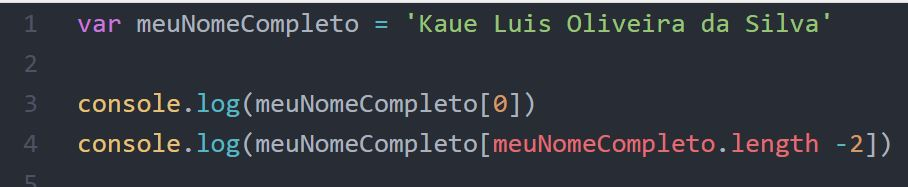 1 var meuNomeCompleto = 'Kaue Luis Oliveira da Silva'
2
3 console.log(meuNomeCompleto[0])
4 console.log(meuNomeCompleto[meuNomeCompleto.length -2])
5